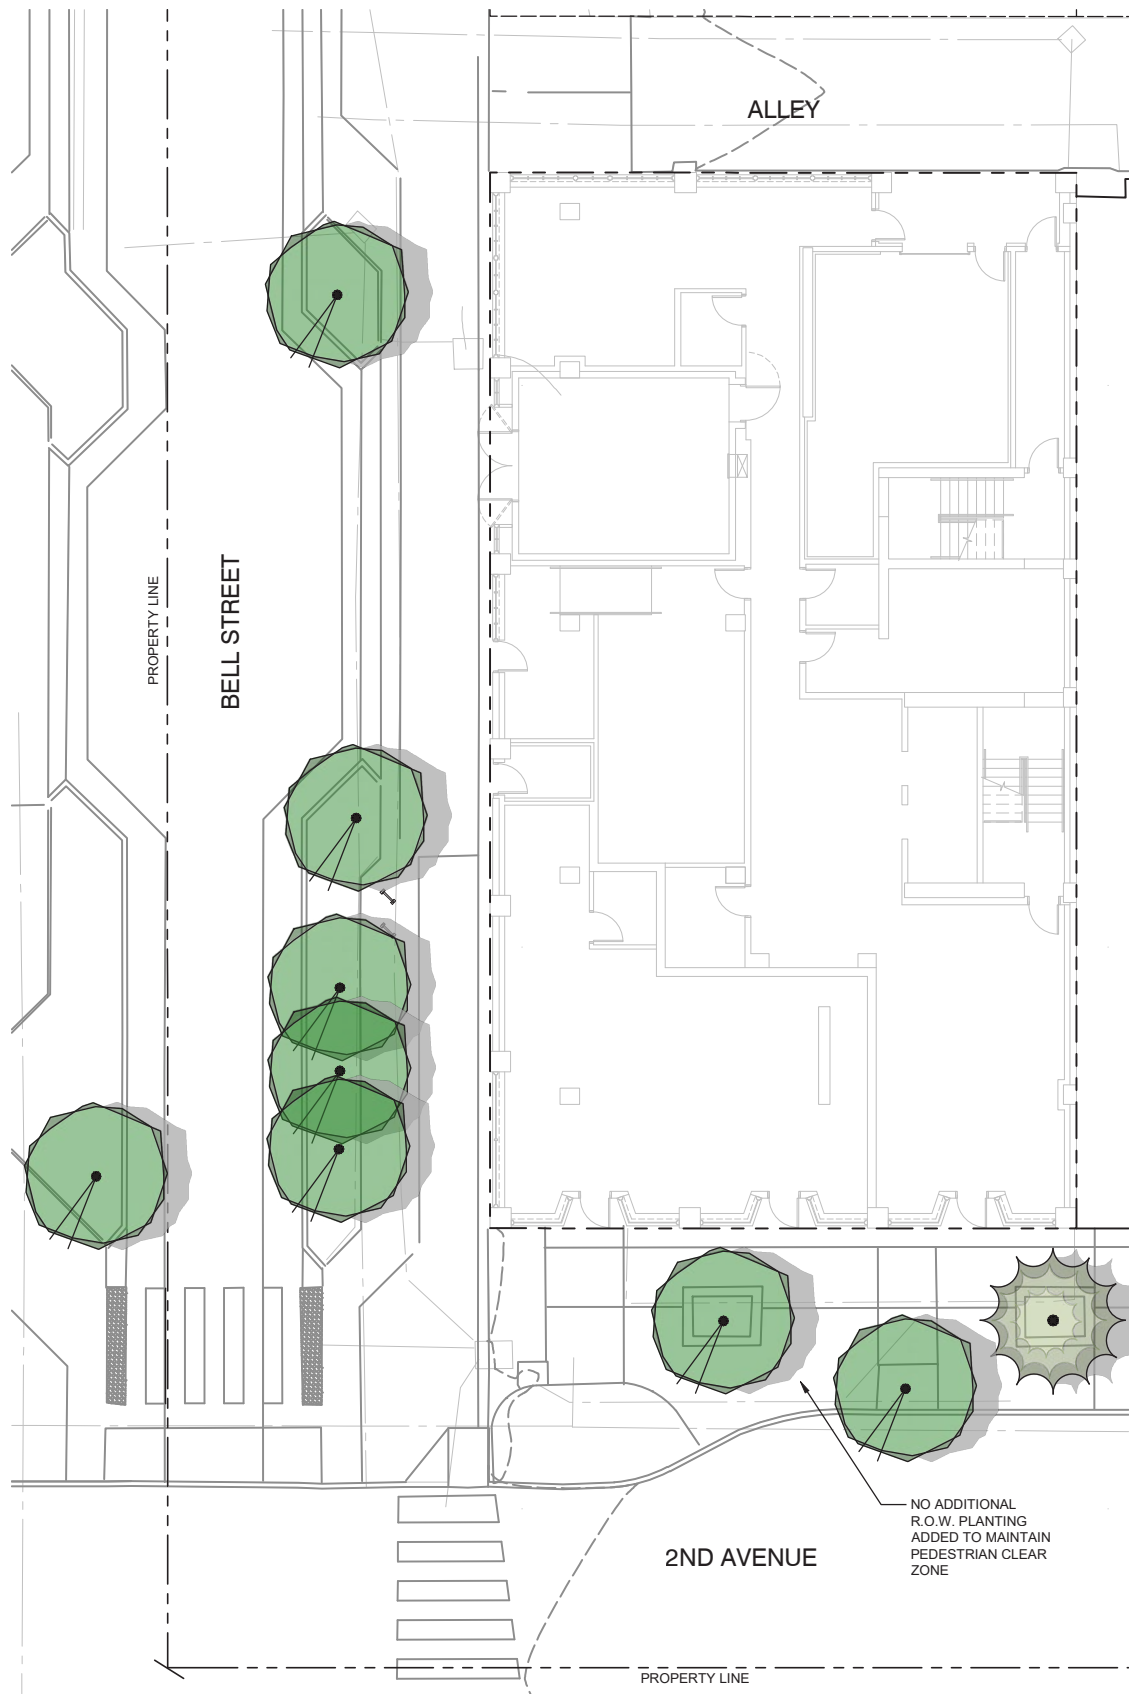 ALLEY
PROPERTY LINE
BELL STREET
NO ADDITIONAL
R.O.W. PLANTING
ADDED TO MAINTAIN
PEDESTRIAN CLEAR
ZONE
2ND AVENUE
PROPERTY LINE